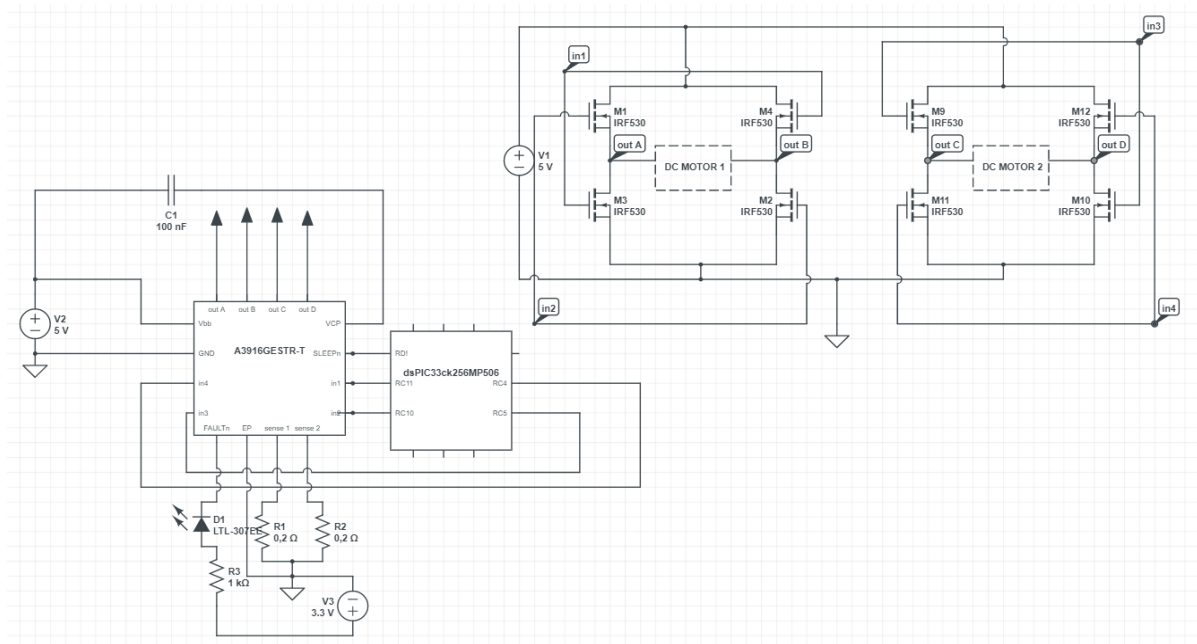 in1
in3
M1
IRF530
M4
IRF530
M9
IRF530
M12
IRF530
out A
out B
out C
out D
V1
5 V
DC MOTOR 1
DC MOTOR 2
M3
IRF530
M2
IRF530
M11
IRF530
M10
IRF530
C1
100 nF
in2
in4
out A
out B
out C
out D
V2
5 V
Vbb
VCP
A3916GESTR-T
GND
SLEEPn
RD!
dsPIC33ck256MP506
in4
in1
RC11
RC4
in3
in2
RC10
RC5
FAULTn
EP
sense 1
sense 2
D1
LTL-307EE
R1
0,2 Ω
R2
0,2 Ω
R3
1 kΩ
V3
3.3 V